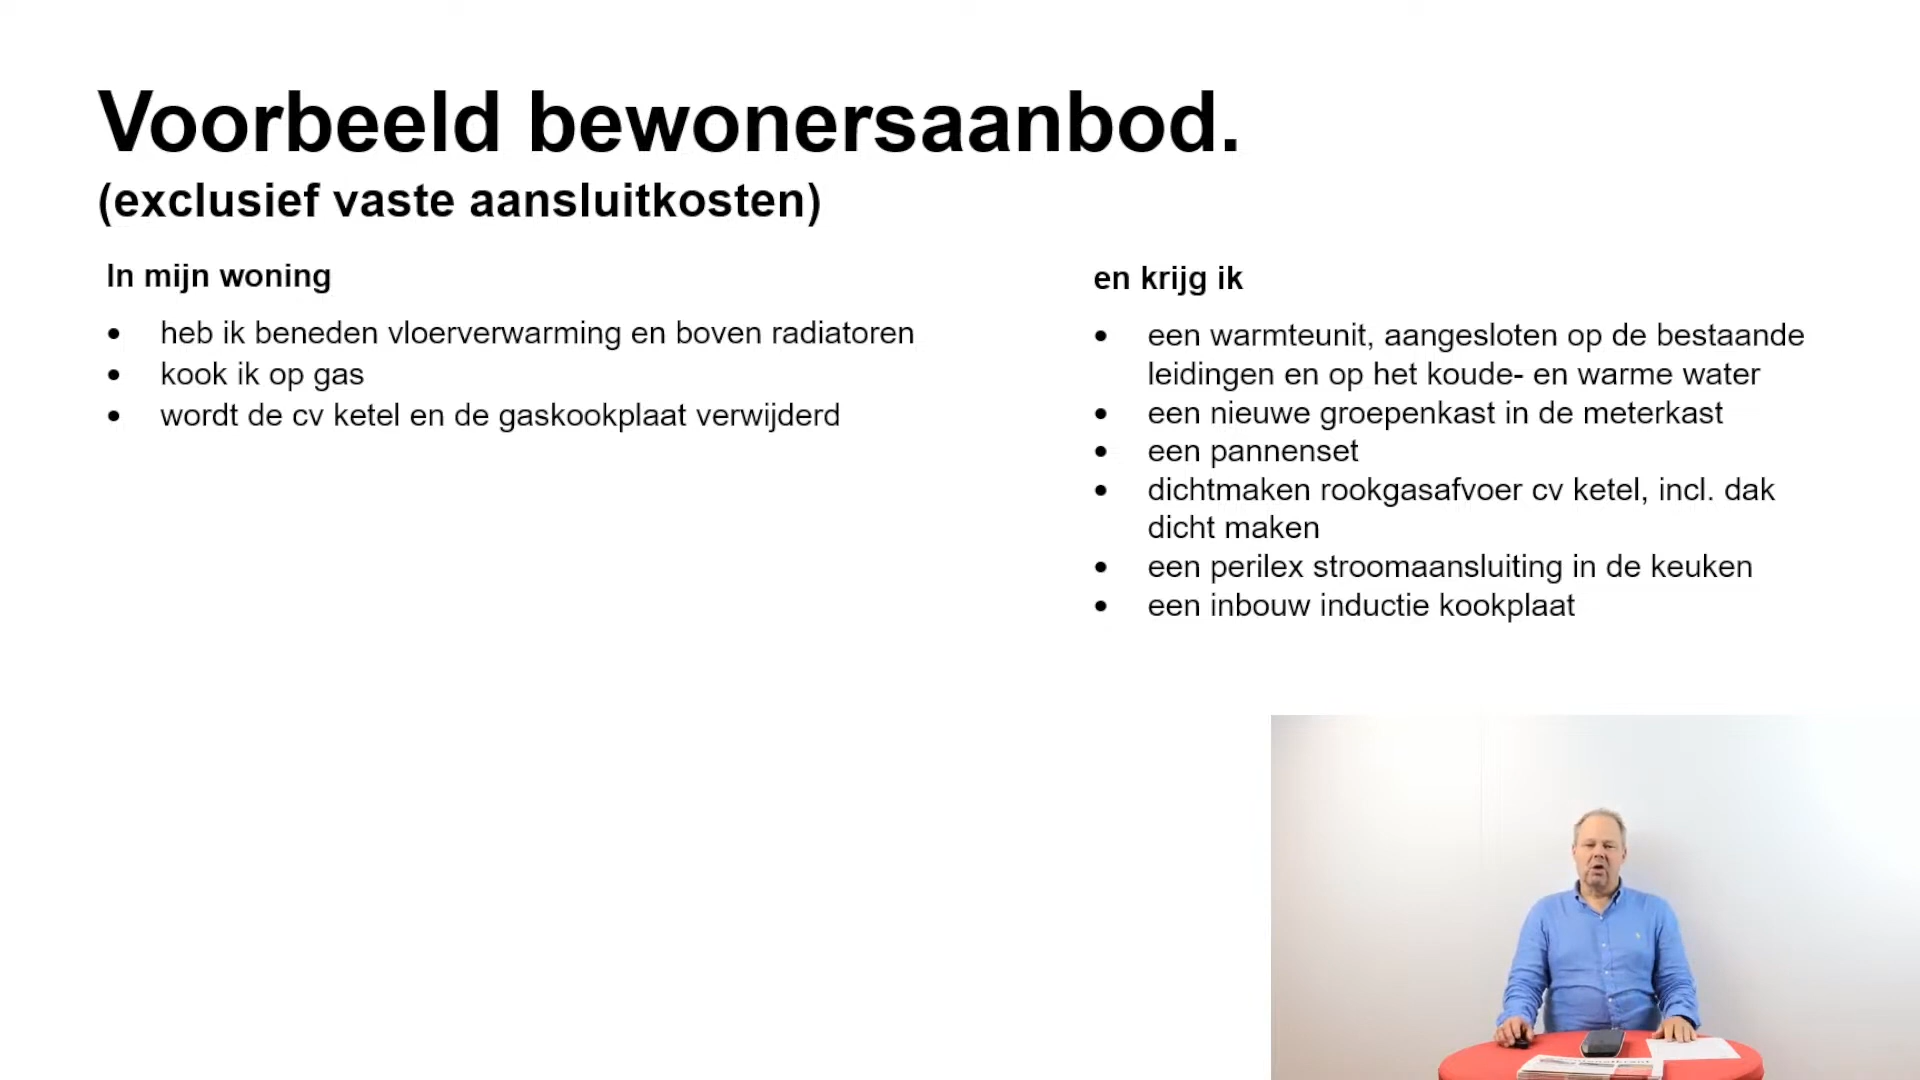 Voorbeeld bewonersaanbod.
(exclusief vaste aansluitkosten)
In mijn woning
• heb ik beneden vloerverwarming en boven radiatoren
• kook ik op gas
• wordt de cv ketel en de gaskookplaat verwijderd
en krijg ik
• een warmteunit, aangesloten op de bestaande
leidingen en op het koude- en warme water
• een nieuwe groepenkast in de meterkast
• een pannenset
• dichtmaken rookgasafvoer cv ketel, incl. dak
dicht maken
• een perilex stroomaansluiting in de keuken
• een inbouw inductie kookplaat